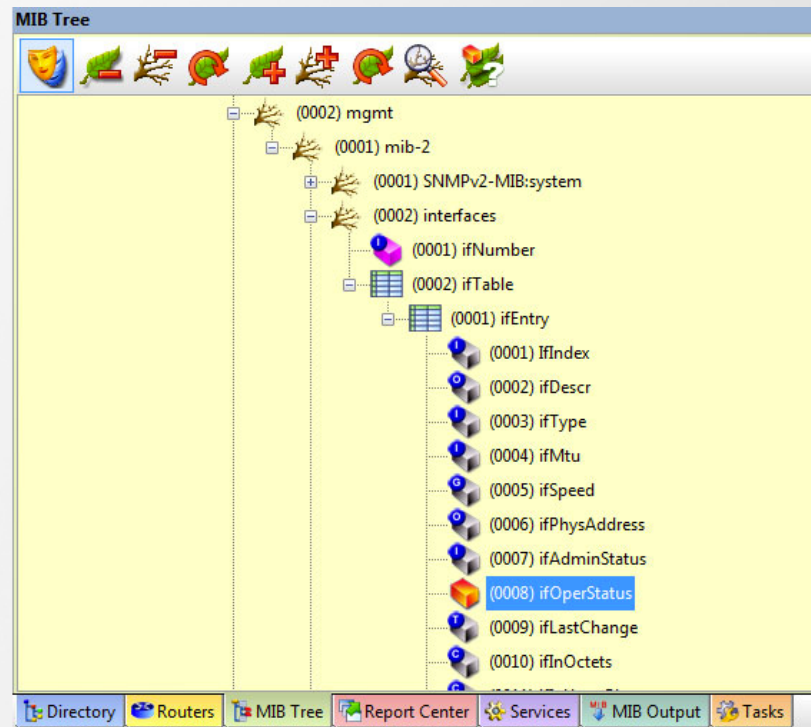 MIB Tree
(0002) mgmt
(0001) mib-2
(0001) SNMPv2-MIB:system
(0002) interfaces
(0001) ifNumber
(0002) ifTable
(0001) ifEntry
(0001) IfIndex
(0002) ifDescr
(0003) ifType
(0004) ifMtu
(0005) ifSpeed
(0006) ifPhysAddress
(0007) ifAdminStatus
(0008) ifOperStatus
(0009) ifLastChange
(0010) ifInOctets
Directory Routers MIB Tree Report Center Services MIB Output Tasks